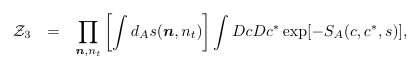 𝒵₃ = ∏_{𝒏,n_t} [∫ d_A s(𝒏, n_t)] ∫ DcDc* exp[−S_A(c, c*, s)],